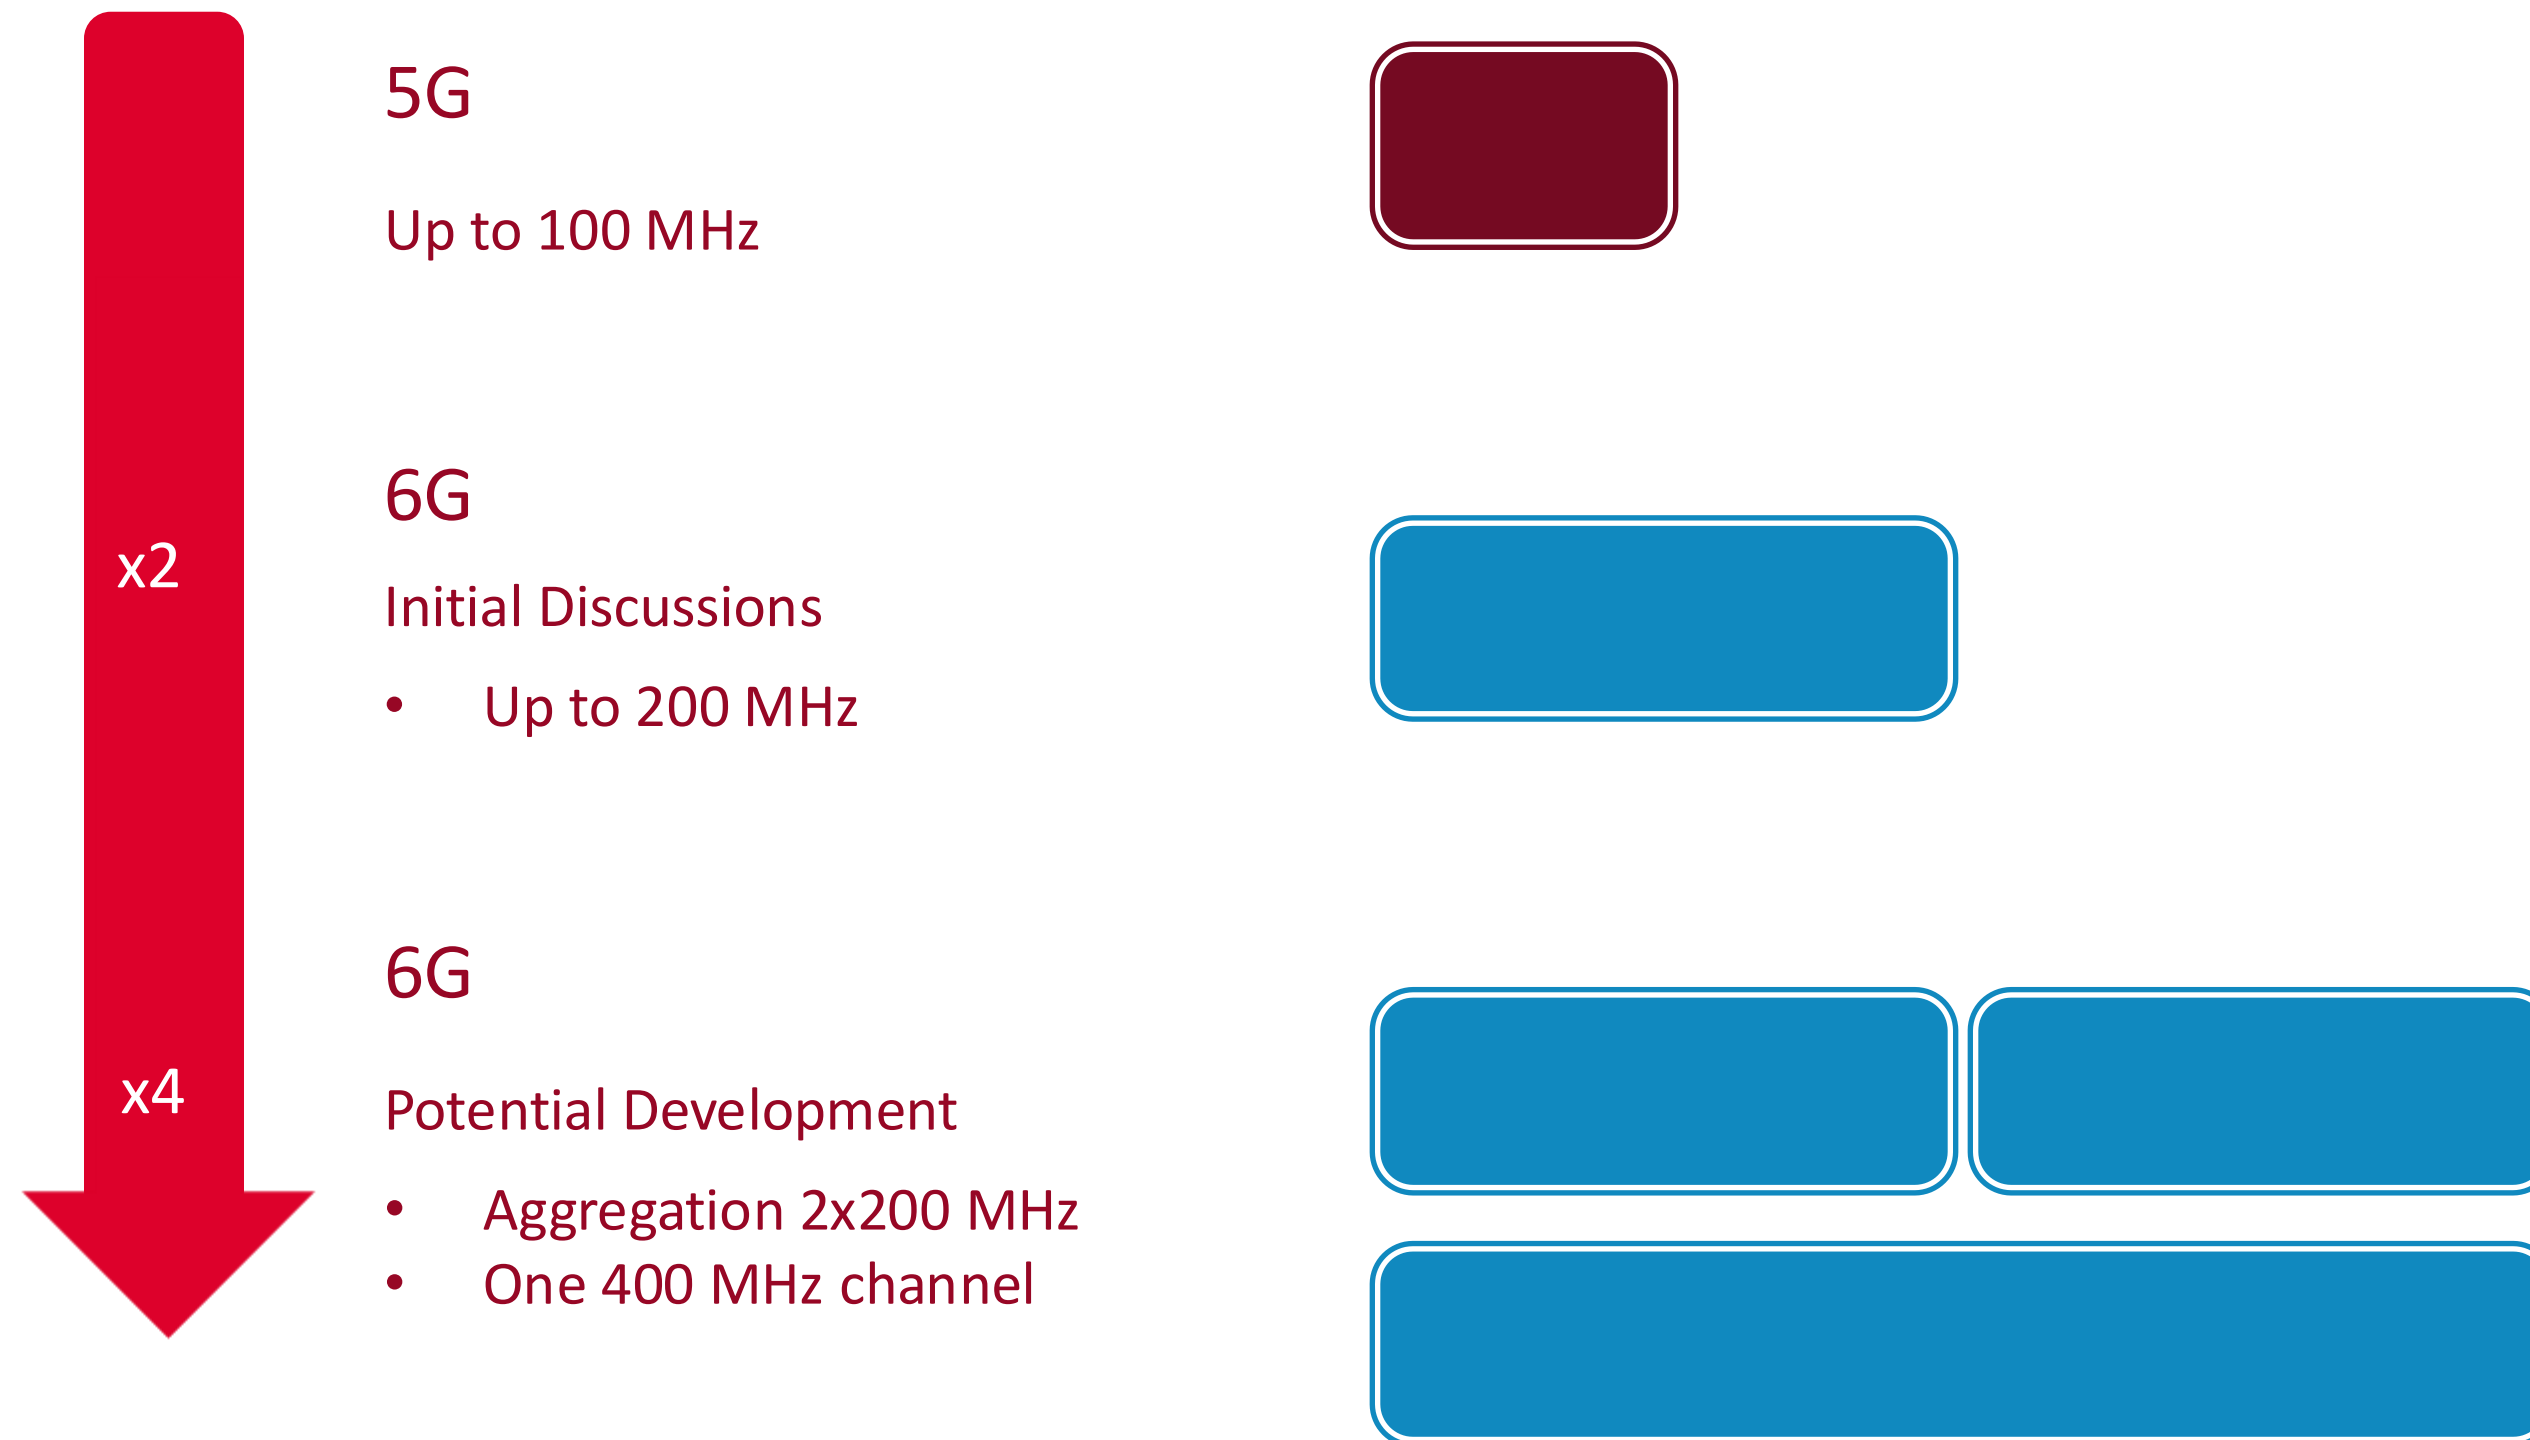 5G
Up to 100 MHz
6G
x2
Initial Discussions
• Up to 200 MHz
6G
x4
Potential Development
• Aggregation 2x200 MHz
• One 400 MHz channel